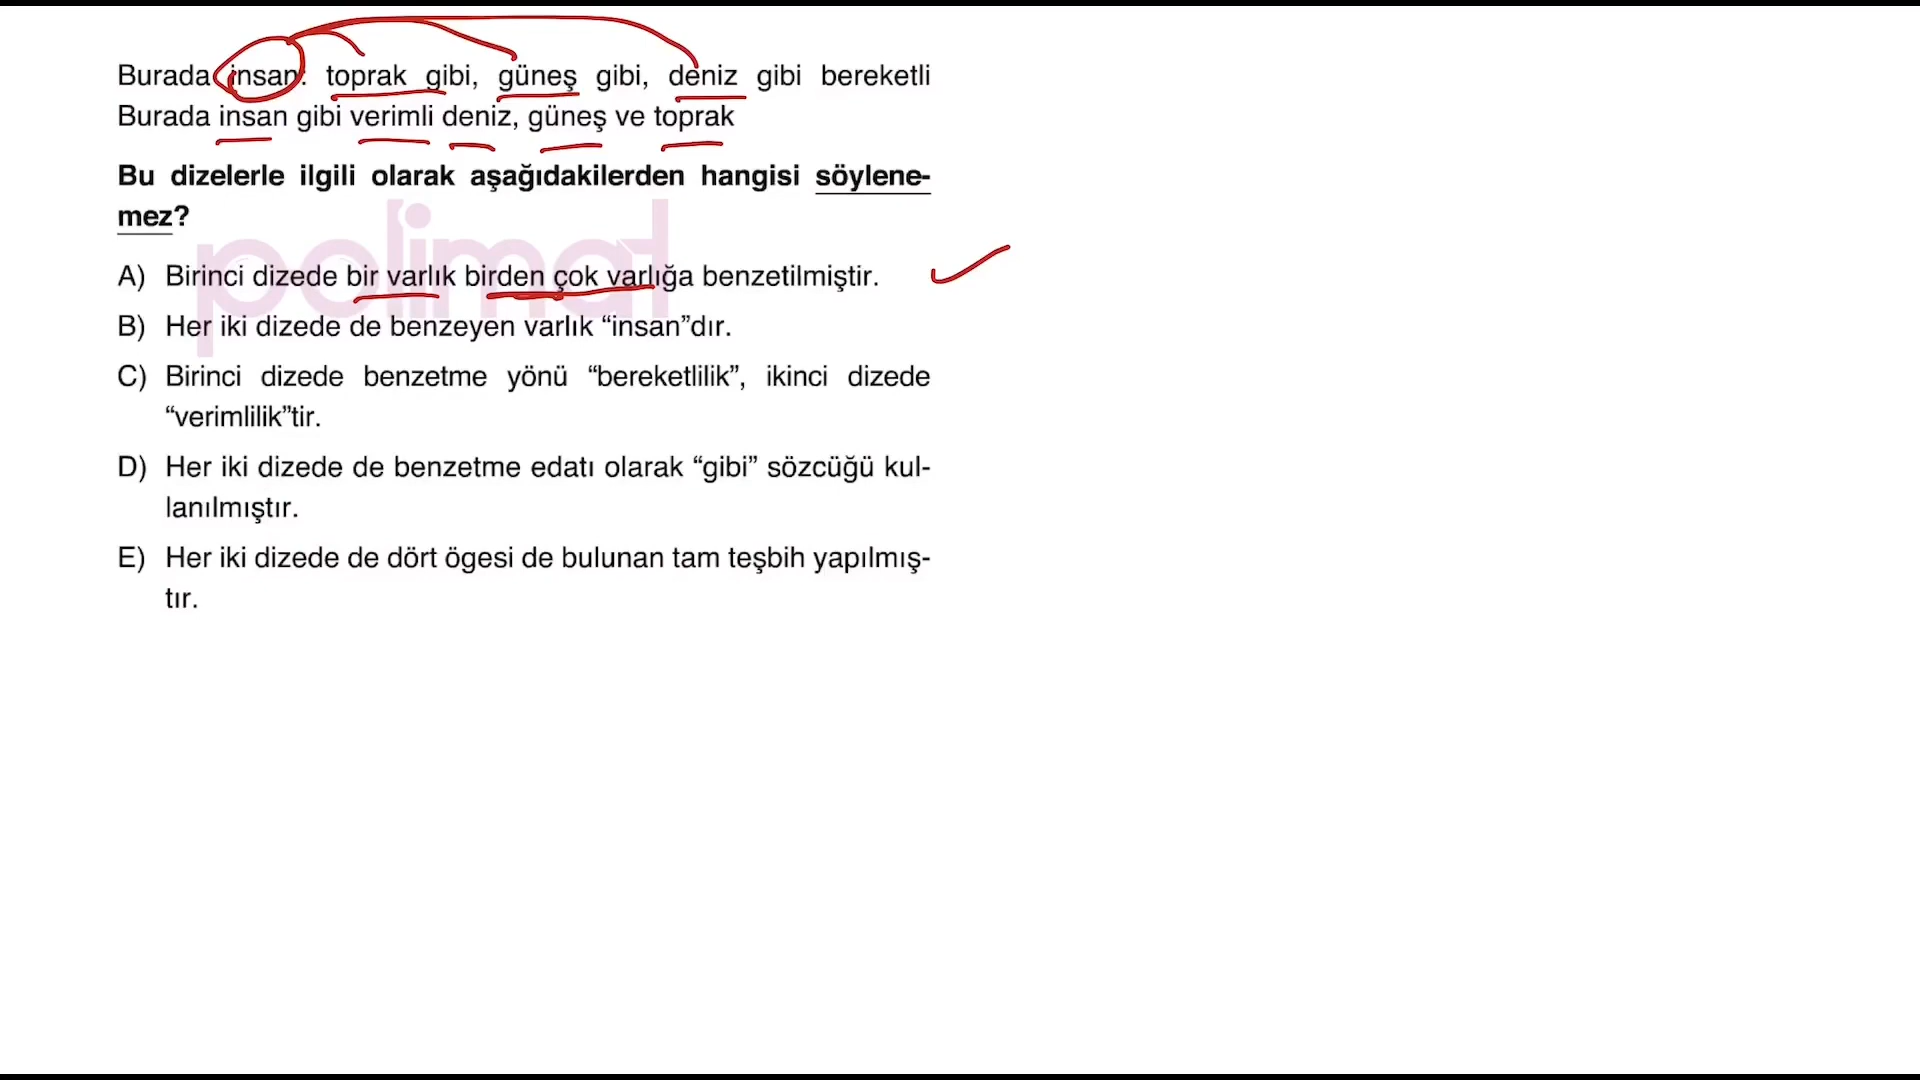 Burada insan: toprak gibi, güneş gibi, deniz gibi bereketli
Burada insan gibi verimli deniz, güneş ve toprak
Bu dizelerle ilgili olarak aşağıdakilerden hangisi söylene-
mez?
polimat
A) Birinci dizede bir varlık birden çok varlığa benzetilmiştir.
B) Her iki dizede de benzeyen varlık “insan”dır.
C) Birinci dizede benzetme yönü “bereketlilik”, ikinci dizede
“verimlilik”tir.
D) Her iki dizede de benzetme edatı olarak “gibi” sözcüğü kul-
lanılmıştır.
E) Her iki dizede de dört ögesi de bulunan tam teşbih yapılmış-
tır.